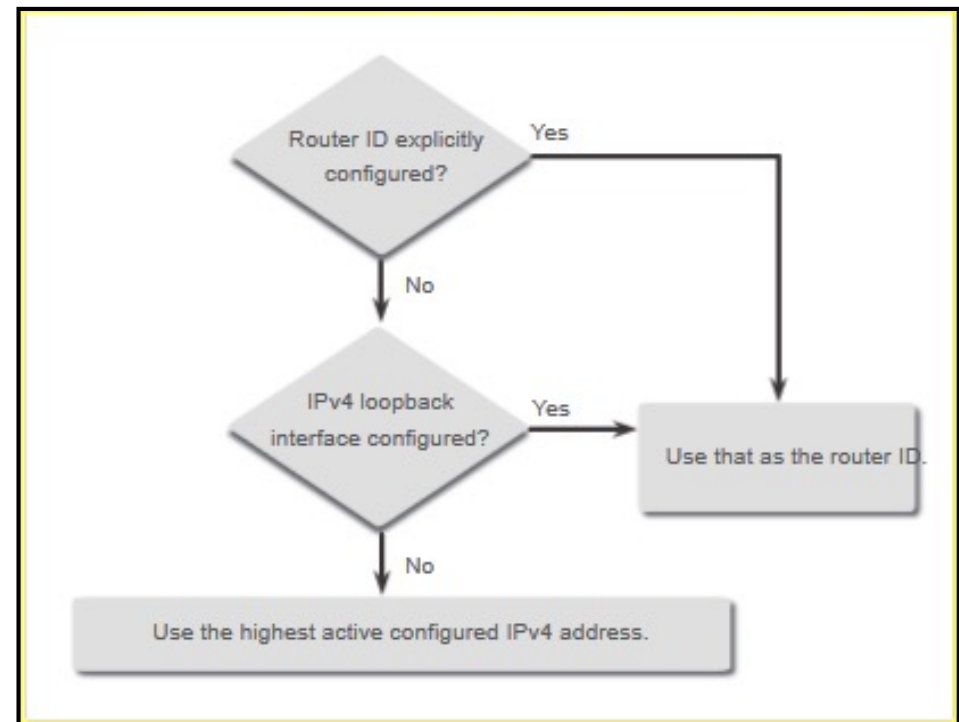 Router ID explicitly
configured?
Yes
No
IPv4 loopback
interface configured?
Yes
Use that as the router ID.
No
Use the highest active configured IPv4 address.